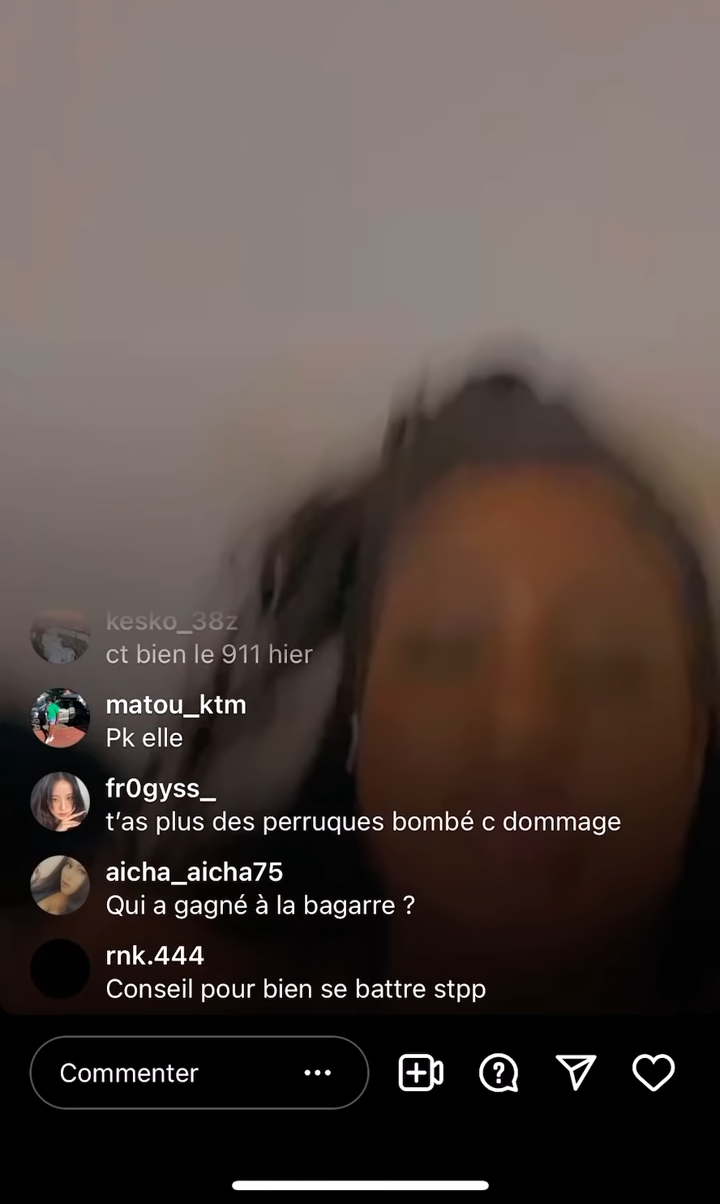 kesko_38z
ct bien le 911 hier
matou_ktm
Pk elle
fr0gyss_
t’as plus des perruques bombé c dommage
aicha_aicha75
Qui a gagné à la bagarre ?
rnk.444
Conseil pour bien se battre stpp
Commenter